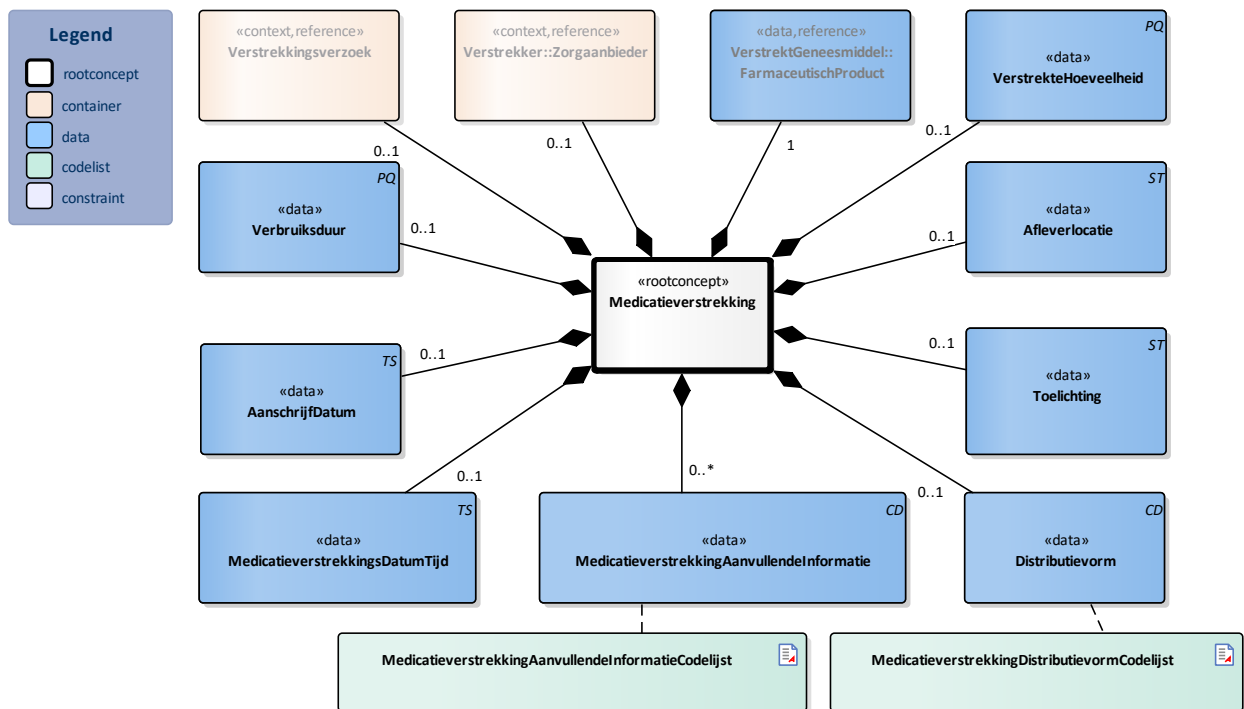 Legend
rootconcept
container
data
codelist
constraint
«context,reference»
Verstrekkingsverzoek
«context,reference»
Verstrekker::Zorgaanbieder
«data,reference»
VerstrektGeneesmiddel::
FarmaceutischProduct
PQ
«data»
VerstrekteHoeveelheid
0..1
0..1
1
0..1
PQ
«data»
Verbruiksduur
0..1
ST
«data»
Afleverlocatie
0..1
«rootconcept»
Medicatieverstrekking
TS
«data»
AanschrijfDatum
0..1
ST
«data»
Toelichting
0..1
0..1
0..*
0..1
TS
«data»
MedicatieverstrekkingsDatumTijd
CD
«data»
MedicatieverstrekkingAanvullendeInformatie
CD
«data»
Distributievorm
MedicatieverstrekkingAanvullendeInformatieCodelijst
MedicatieverstrekkingDistributievormCodelijst